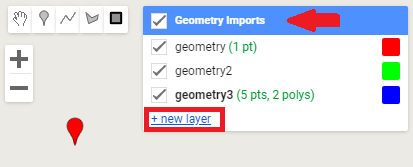 Geometry Imports
geometry (1 pt)
geometry2
geometry3 (5 pts, 2 polys)
+ new layer